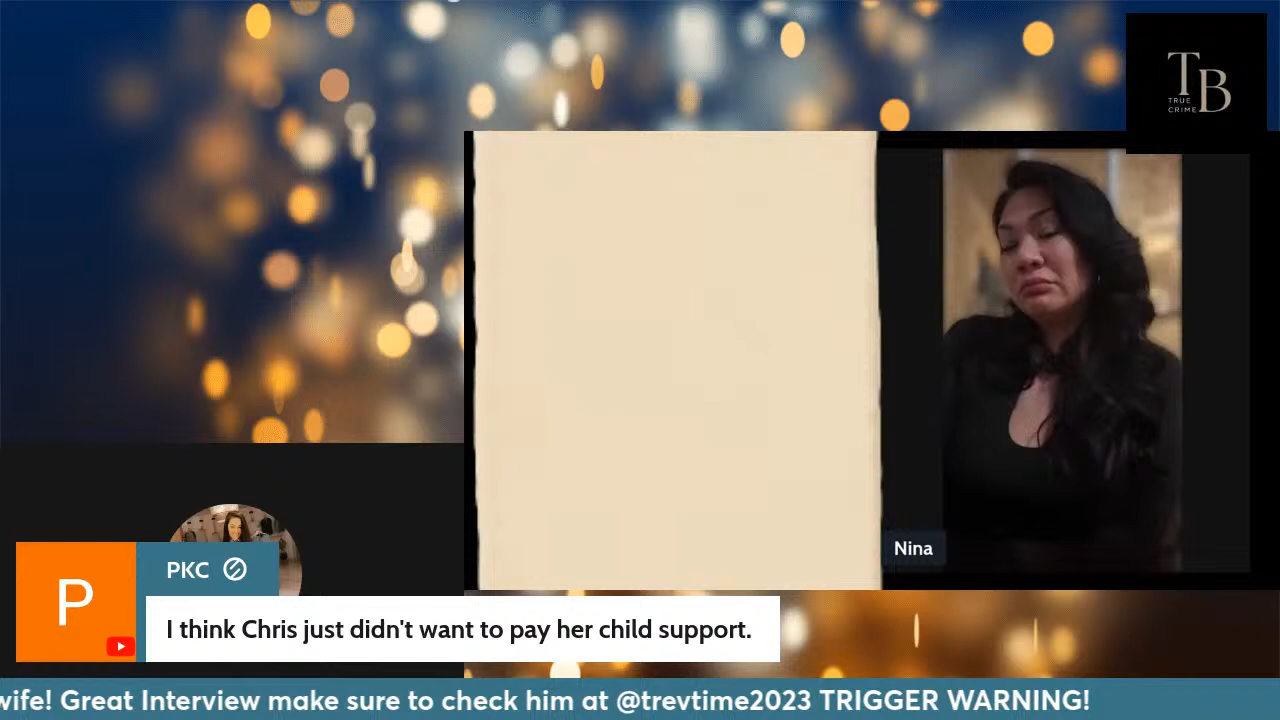 TB
TRUE
CRIME
Nina
P
PKC
I think Chris just didn't want to pay her child support.
wife! Great Interview make sure to check him at @trevtime2023 TRIGGER WARNING!